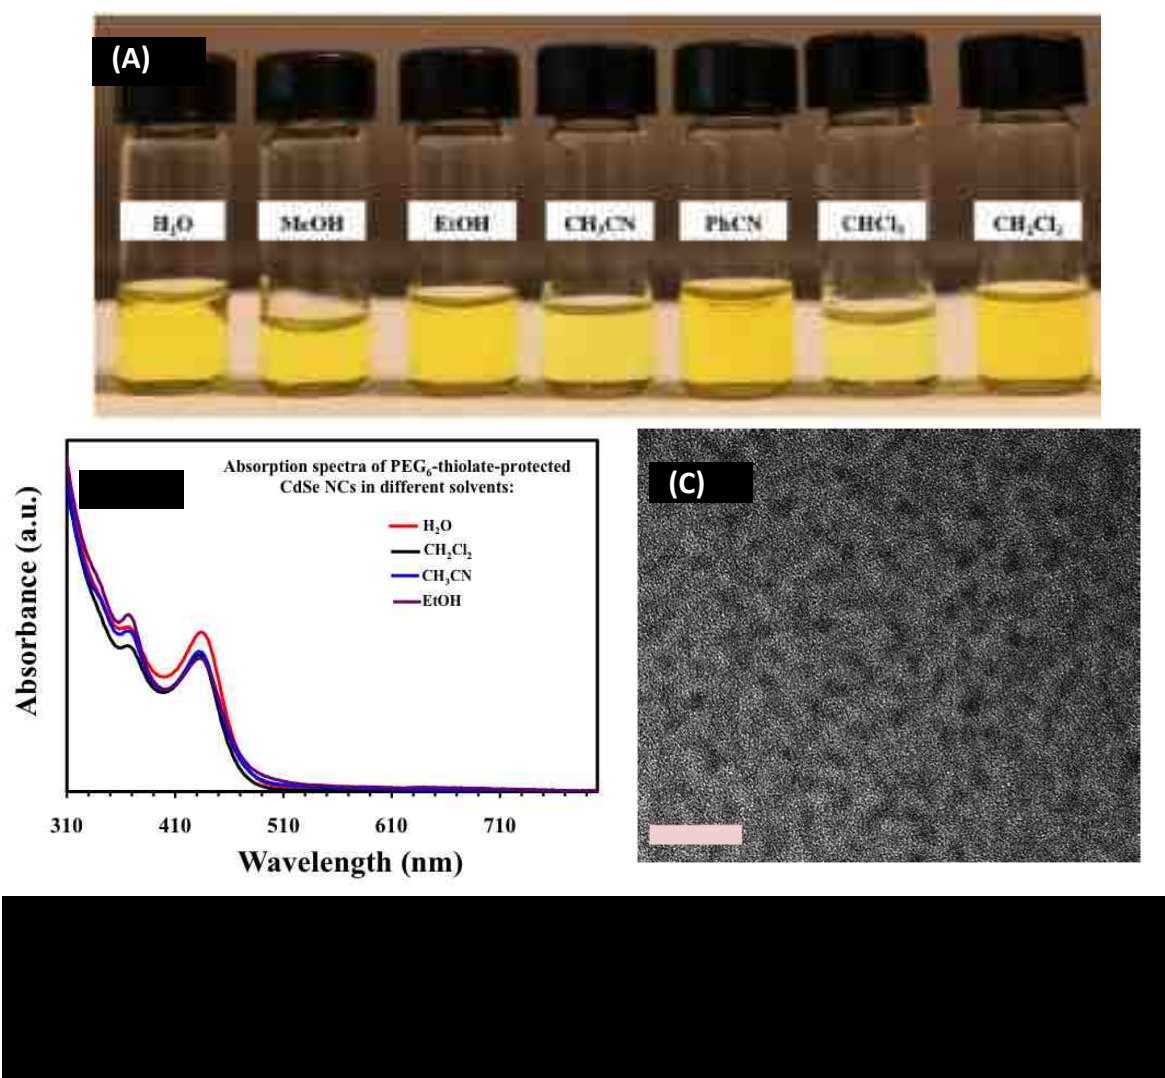 (A)
H₂O MeOH EtOH CH₃CN PhCN CHCl₃ CH₂Cl₂
Absorption spectra of PEG₆-thiolate-protected
CdSe NCs in different solvents:
H₂O
CH₂Cl₂
CH₃CN
EtOH
Absorbance (a.u.)
310 410 510 610 710
Wavelength (nm)
(C)